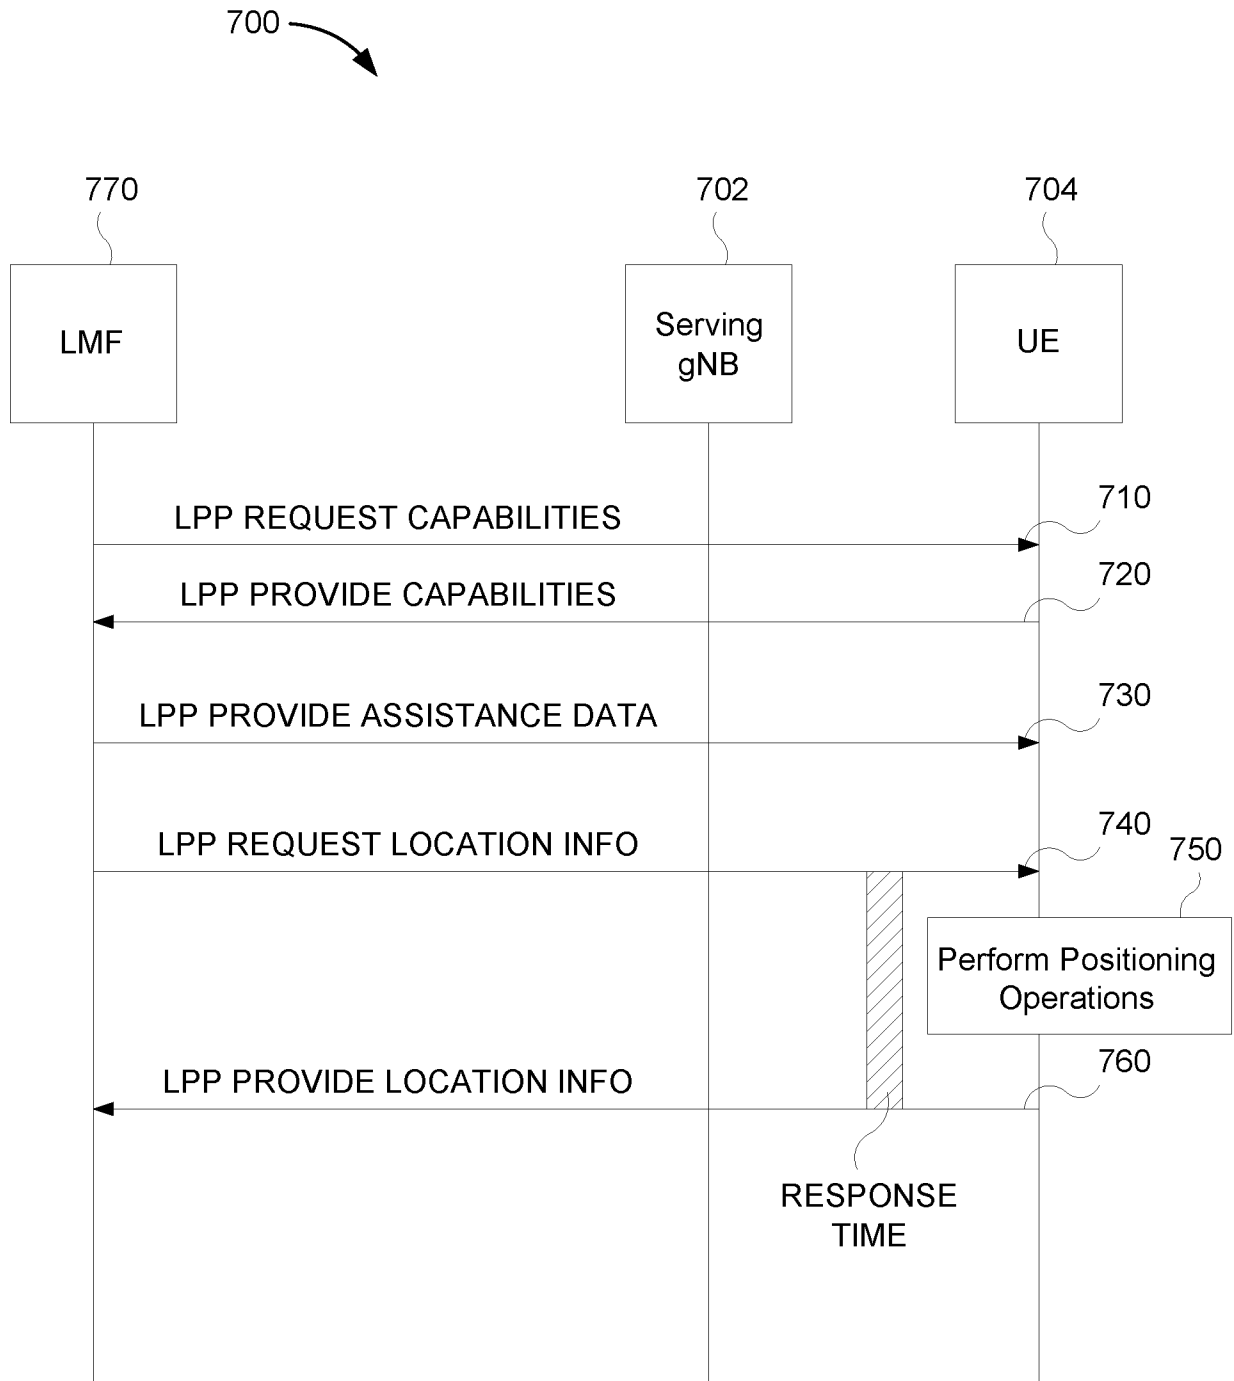 700
770
702
704
LMF
Serving
gNB
UE
LPP REQUEST CAPABILITIES
710
LPP PROVIDE CAPABILITIES
720
LPP PROVIDE ASSISTANCE DATA
730
LPP REQUEST LOCATION INFO
740
750
Perform Positioning
Operations
LPP PROVIDE LOCATION INFO
760
RESPONSE
TIME